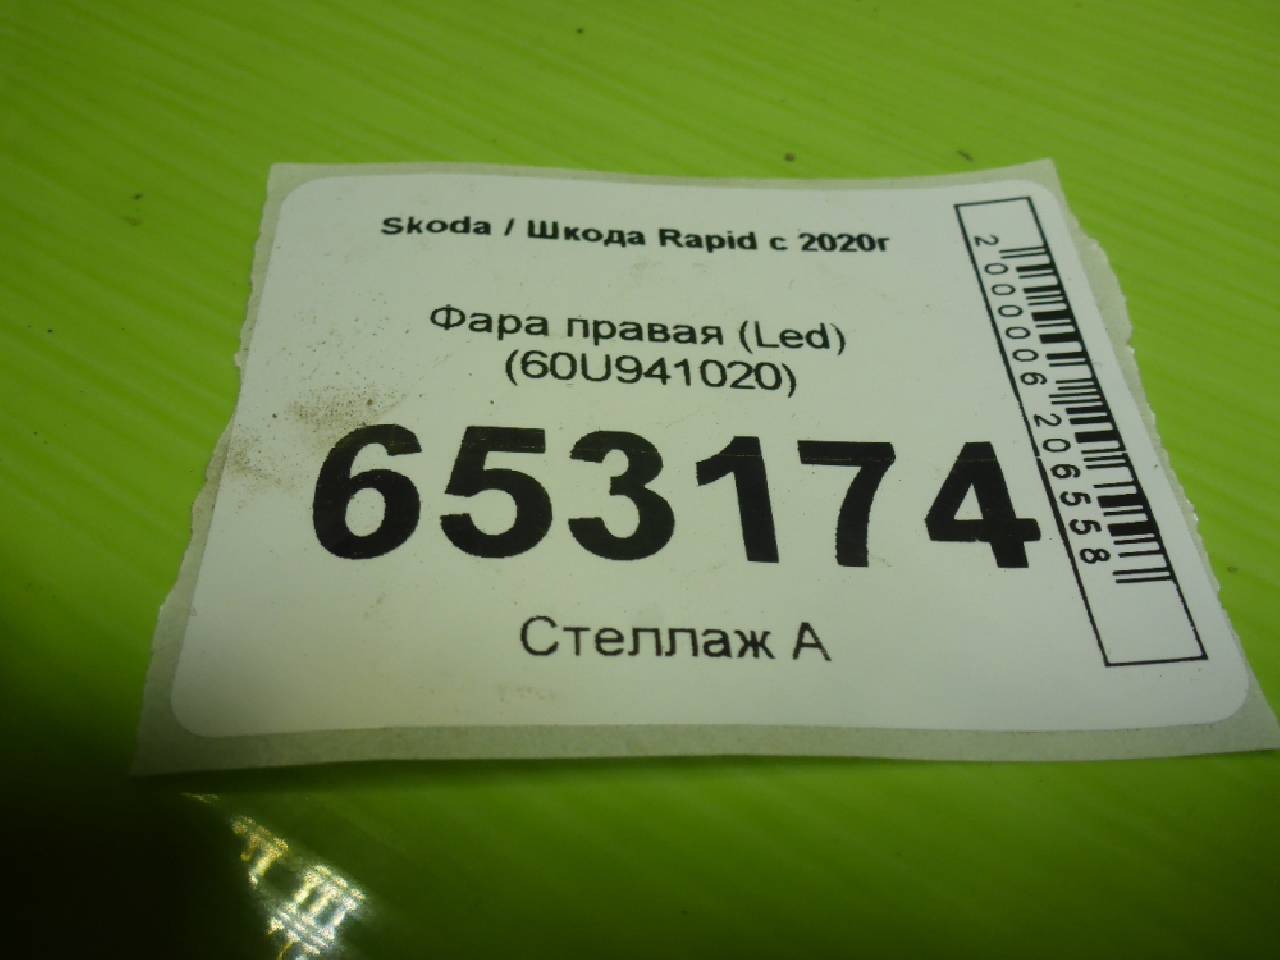 Skoda / Шкода Rapid с 2020г
Фара правая (Led)
(60U941020)
653174
Стеллаж А
2000006206558